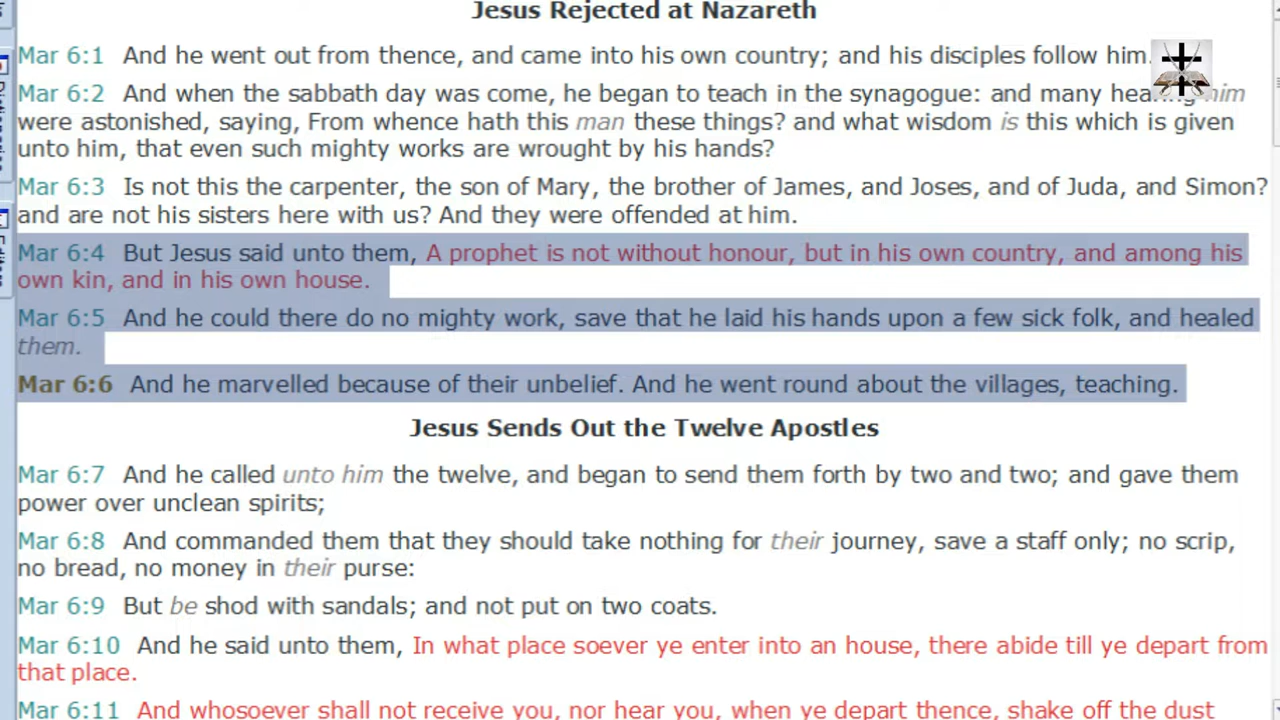 Jesus Rejected at Nazareth
Mar 6:1 And he went out from thence, and came into his own country; and his disciples follow him.
Mar 6:2 And when the sabbath day was come, he began to teach in the synagogue: and many hearing him
were astonished, saying, From whence hath this man these things? and what wisdom is this which is given
unto him, that even such mighty works are wrought by his hands?
Mar 6:3 Is not this the carpenter, the son of Mary, the brother of James, and Joses, and of Juda, and Simon?
and are not his sisters here with us? And they were offended at him.
Mar 6:4 But Jesus said unto them, A prophet is not without honour, but in his own country, and among his
own kin, and in his own house.
Mar 6:5 And he could there do no mighty work, save that he laid his hands upon a few sick folk, and healed
them.
Mar 6:6 And he marvelled because of their unbelief. And he went round about the villages, teaching.
Jesus Sends Out the Twelve Apostles
Mar 6:7 And he called unto him the twelve, and began to send them forth by two and two; and gave them
power over unclean spirits;
Mar 6:8 And commanded them that they should take nothing for their journey, save a staff only; no scrip,
no bread, no money in their purse:
Mar 6:9 But be shod with sandals; and not put on two coats.
Mar 6:10 And he said unto them, In what place soever ye enter into an house, there abide till ye depart from
that place.
Mar 6:11 And whosoever shall not receive you, nor hear you, when ye depart thence, shake off the dust